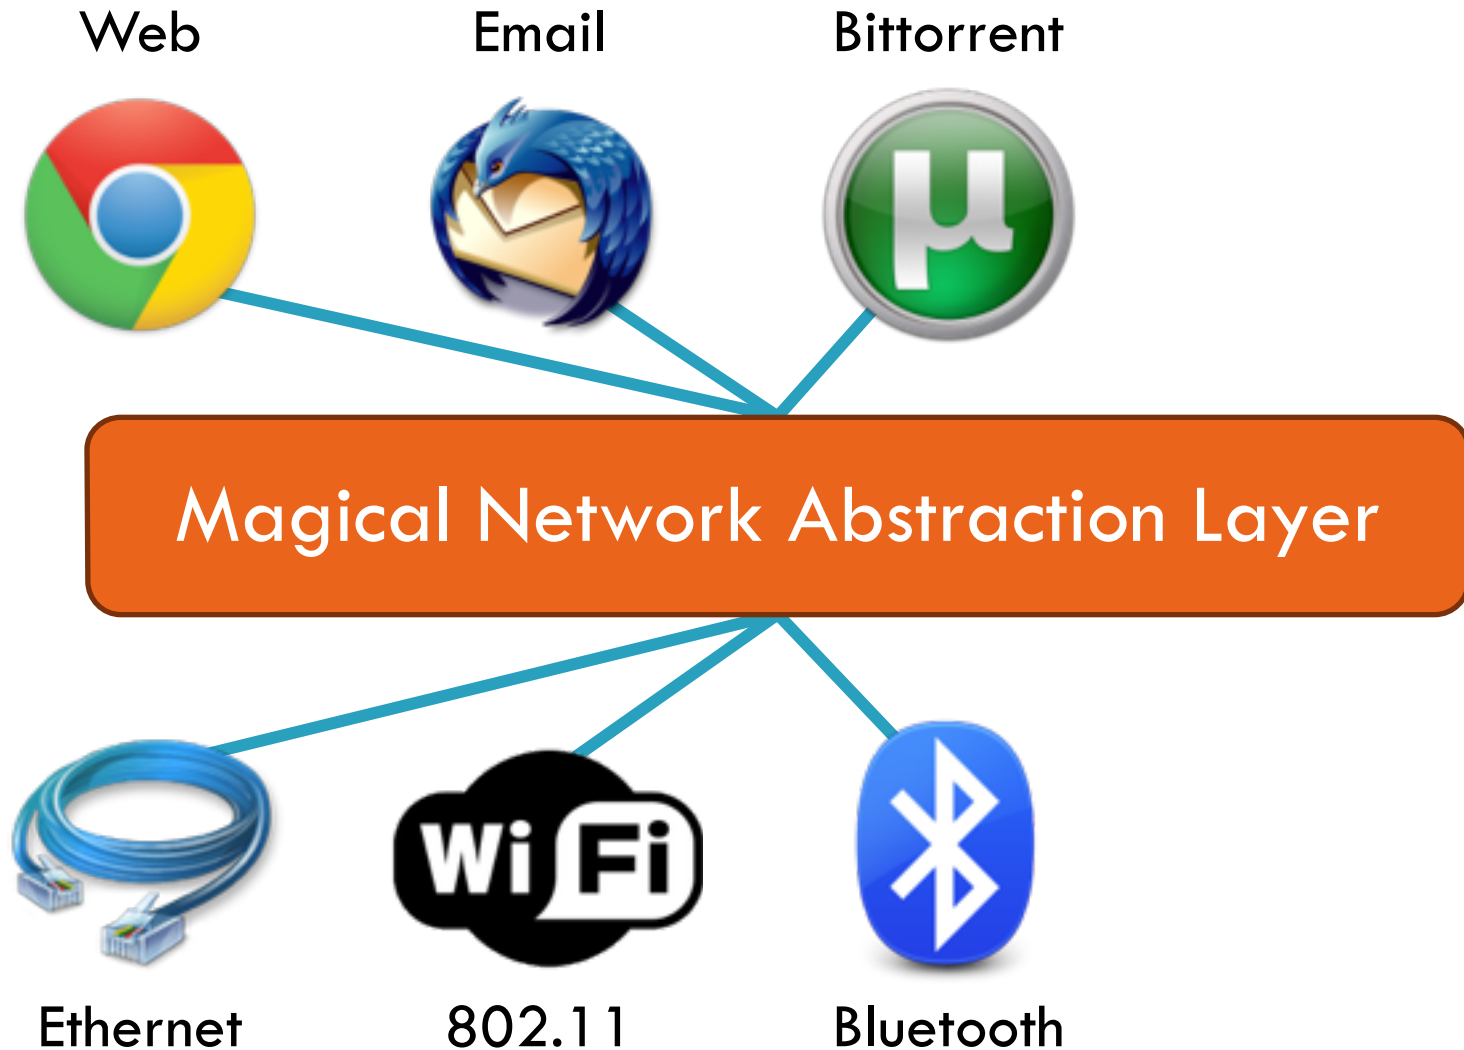 Web
Email
Bittorrent
µ
Magical Network Abstraction Layer
Wi Fi
Ethernet
802.11
Bluetooth